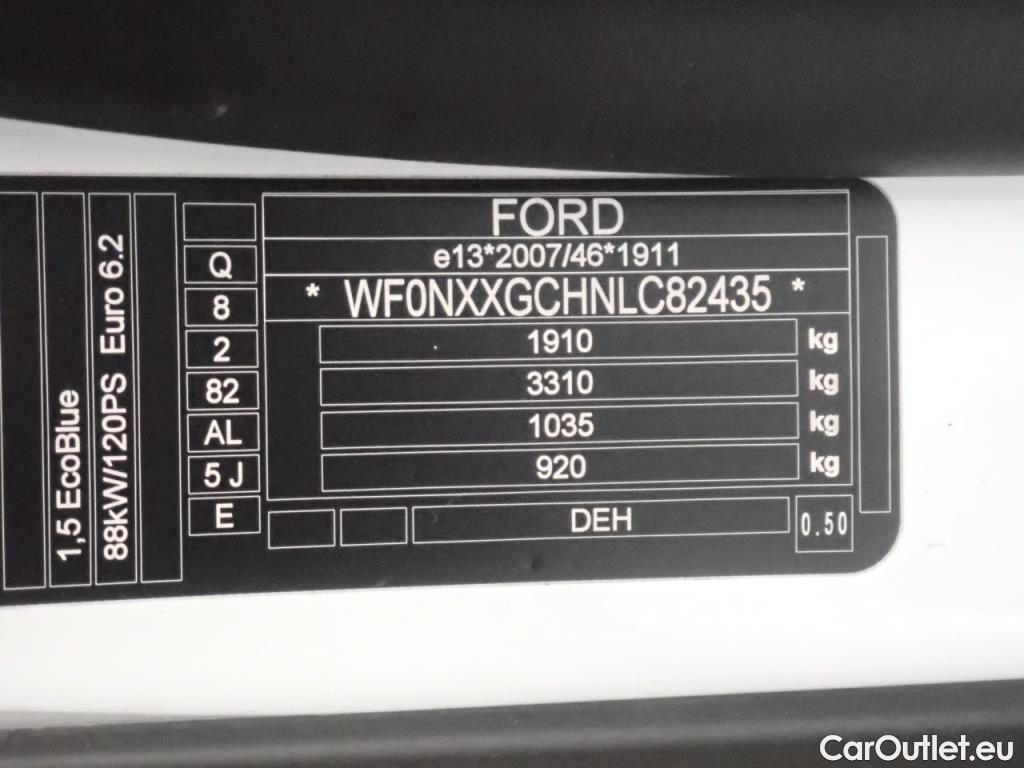 FORD
e13*2007/46*1911
* WF0NXXGCHNLC82435 *
1910 kg
3310 kg
1035 kg
920 kg
DEH
0.50
Q
8
2
82
AL
5 J
E
1,5 EcoBlue
88kW/120PS Euro 6.2
CarOutlet.eu